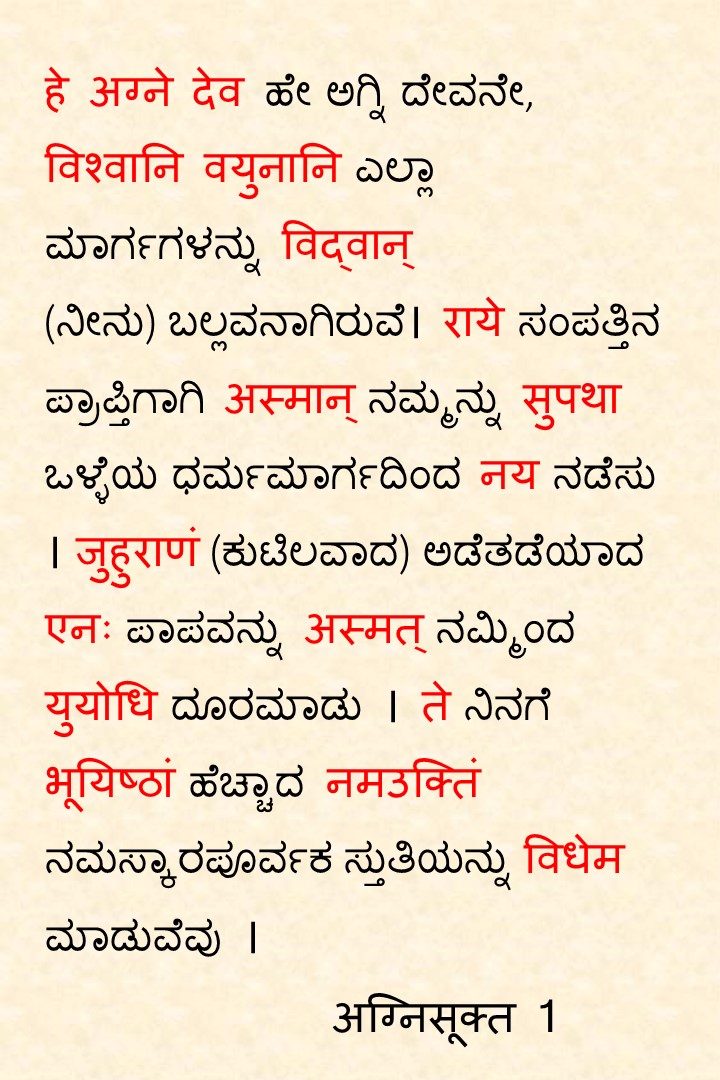 हे अग्ने देव ಹೇ ಅಗ್ನಿ ದೇವನೇ,
विश्वानि वयुनानि ಎಲ್ಲಾ
ಮಾರ್ಗಗಳನ್ನು विद्वान्
(ನೀನು) ಬಲ್ಲವನಾಗಿರುವೆ। राये ಸಂಪತ್ತಿನ
ಪ್ರಾಪ್ತಿಗಾಗಿ अस्मान् ನಮ್ಮನ್ನು सुपथा
ಒಳ್ಳೆಯ ಧರ್ಮಮಾರ್ಗದಿಂದ नय ನಡೆಸು
। जुहुराणं (ಕುಟಿಲವಾದ) ಅಡೆತಡೆಯಾದ
एनः ಪಾಪವನ್ನು अस्मत् ನಮ್ಮಿಂದ
युयोधि ದೂರಮಾಡು । ते ನಿನಗೆ
भूयिष्ठां ಹೆಚ್ಚಾದ नमउक्तिं
ನಮಸ್ಕಾರಪೂರ್ವಕ ಸ್ತುತಿಯನ್ನು विधेम
ಮಾಡುವೆವು ।
अग्निसूक्त 1